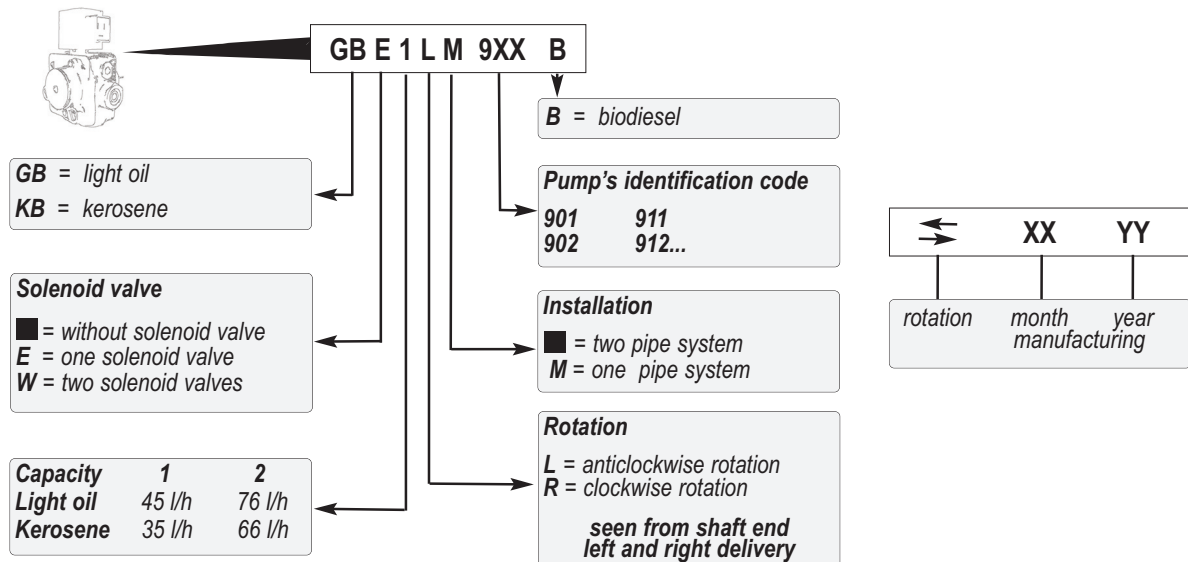 GB E 1 L M 9XX B
B = biodiesel
GB = light oil
KB = kerosene
Pump's identification code
901 911
902 912...
XX YY
Solenoid valve
■ = without solenoid valve
E = one solenoid valve
W = two solenoid valves
Installation
■ = two pipe system
M = one pipe system
rotation month year
manufacturing
Rotation
L = anticlockwise rotation
R = clockwise rotation
seen from shaft end
left and right delivery
Capacity 1 2
Light oil 45 l/h 76 l/h
Kerosene 35 l/h 66 l/h